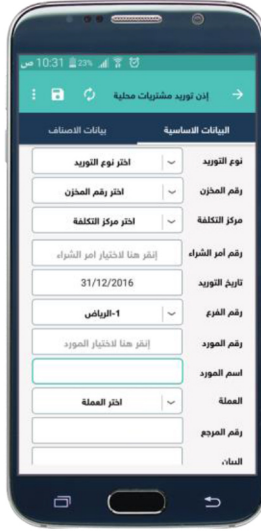 10:31 ص 23%
إذن توريد مشتريات محلية
البيانات الاساسية بيانات الاصناف
نوع التوريد اختر نوع التوريد
رقم المخزن اختر رقم المخزن
مركز التكلفة اختر مركز التكلفة
رقم أمر الشراء إنقر هنا لاختيار امر الشراء
تاريخ التوريد 31/12/2016
رقم الفرع 1-الرياض
رقم المورد إنقر هنا لاختيار المورد
اسم المورد
العملة اختر العملة
رقم المرجع
البيان